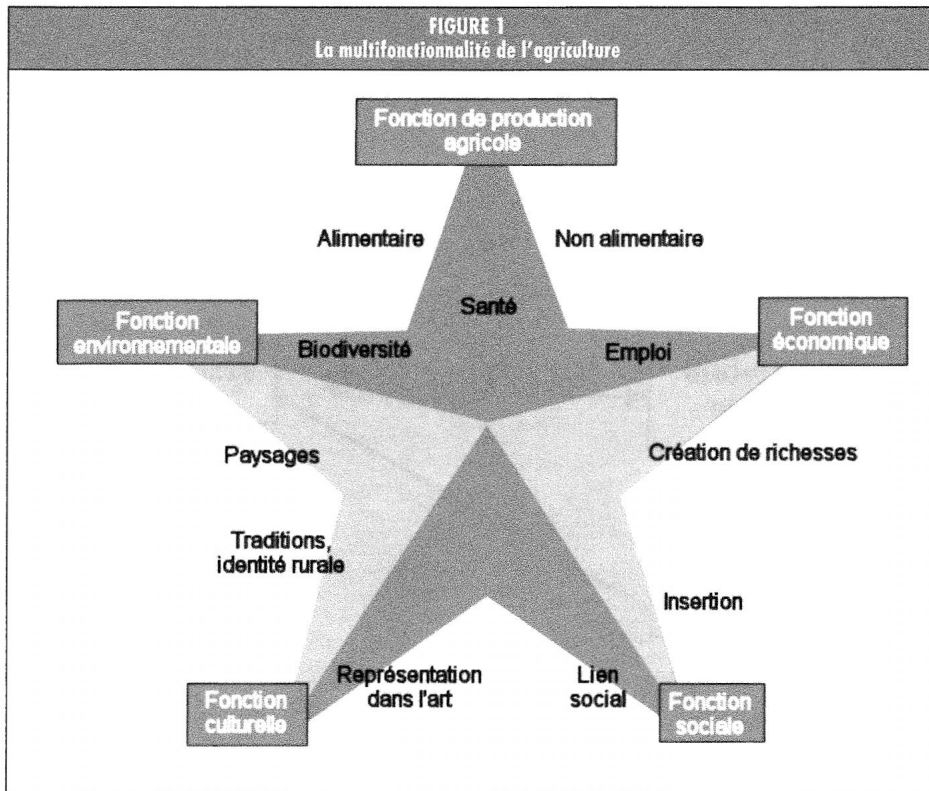 FIGURE 1
La multifonctionnalité de l'agriculture
Fonction de production
agricole
Alimentaire
Non alimentaire
Santé
Fonction
environnementale
Fonction
économique
Biodiversité
Emploi
Paysages
Création de richesses
Traditions,
identité rurale
Insertion
Représentation
dans l'art
Lien
social
Fonction
culturelle
Fonction
sociale